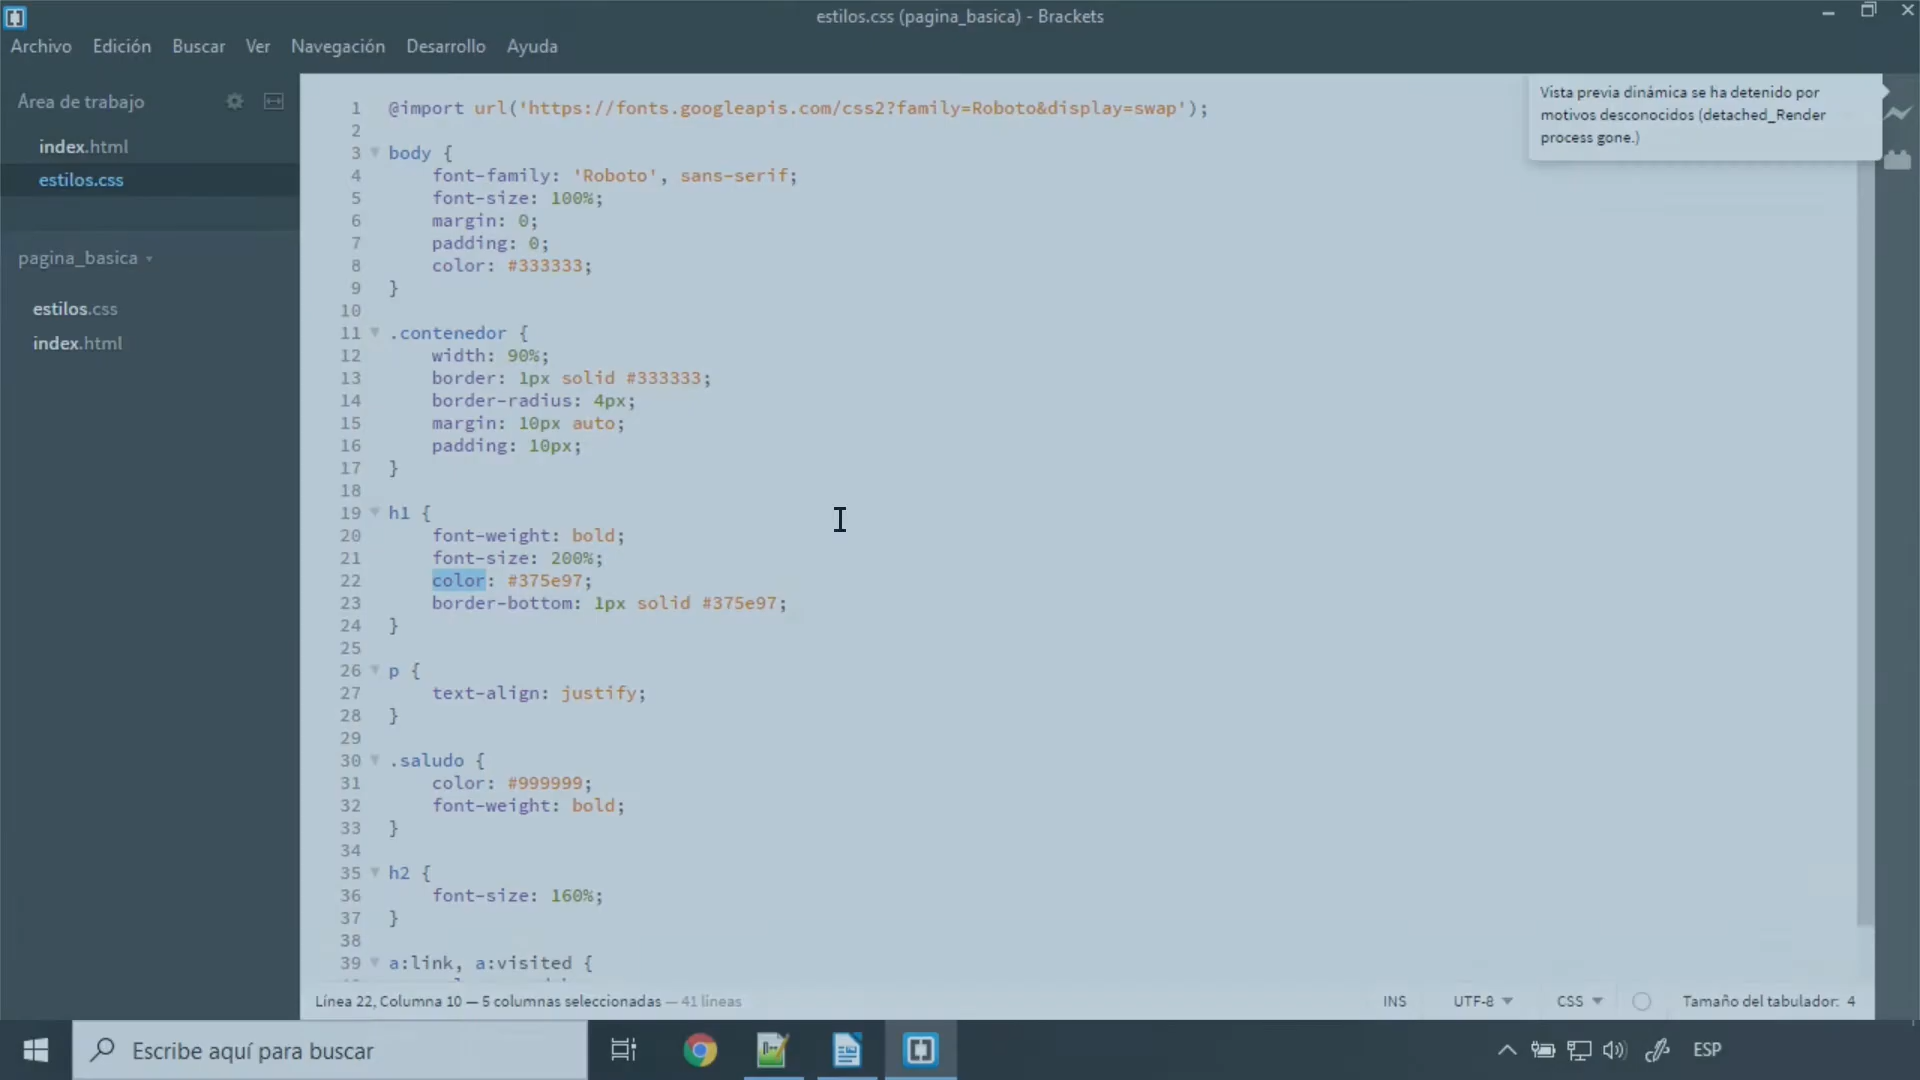 estilos.css (pagina_basica) - Brackets
Archivo Edición Buscar Ver Navegación Desarrollo Ayuda
Área de trabajo
index.html
estilos.css
pagina_basica
estilos.css
index.html
1 @import url('https://fonts.googleapis.com/css2?family=Roboto&display=swap');
2
3 body {
4 font-family: 'Roboto', sans-serif;
5 font-size: 100%;
6 margin: 0;
7 padding: 0;
8 color: #333333;
9 }
10
11 .contenedor {
12 width: 90%;
13 border: 1px solid #333333;
14 border-radius: 4px;
15 margin: 10px auto;
16 padding: 10px;
17 }
18
19 h1 {
20 font-weight: bold;
21 font-size: 200%;
22 color: #375e97;
23 border-bottom: 1px solid #375e97;
24 }
25
26 p {
27 text-align: justify;
28 }
29
30 .saludo {
31 color: #999999;
32 font-weight: bold;
33 }
34
35 h2 {
36 font-size: 160%;
37 }
38
39 a:link, a:visited {
Vista previa dinámica se ha detenido por
motivos desconocidos (detached_Render
process gone.)
Línea 22, Columna 10 — 5 columnas seleccionadas — 41 líneas
INS UTF-8 CSS Tamaño del tabulador: 4
Escribe aquí para buscar
ESP